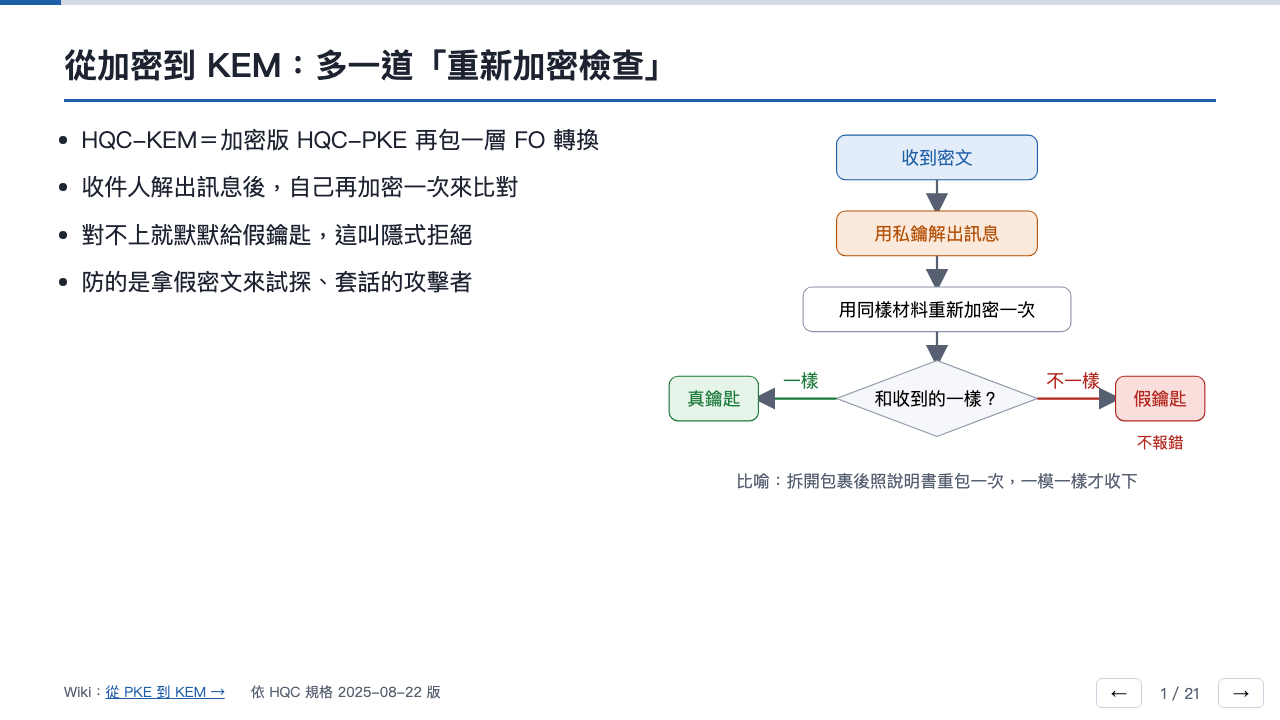 從加密到 KEM：多一道「重新加密檢查」
• HQC-KEM＝加密版 HQC-PKE 再包一層 FO 轉換
• 收件人解出訊息後，自己再加密一次來比對
• 對不上就默默給假鑰匙，這叫隱式拒絕
• 防的是拿假密文來試探、套話的攻擊者
收到密文
用私鑰解出訊息
用同樣材料重新加密一次
和收到的一樣？
一樣
真鑰匙
不一樣
假鑰匙
不報錯
比喻：拆開包裹後照說明書重包一次，一模一樣才收下
Wiki：從 PKE 到 KEM → 依 HQC 規格 2025-08-22 版
← 1 / 21 →